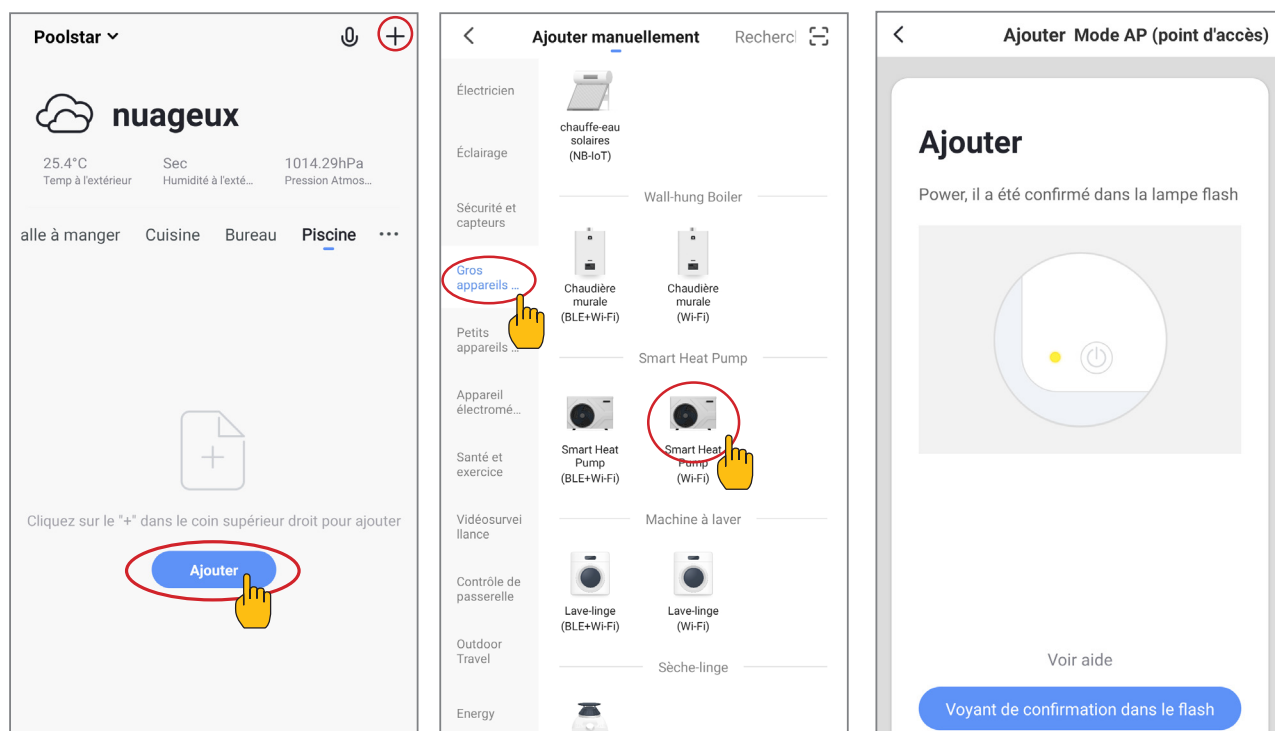 Poolstar
nuageux
25.4°C Sec 1014.29hPa
Temp à l'extérieur Humidité à l'exté... Pression Atmos...
alle à manger Cuisine Bureau Piscine ...
Cliquez sur le "+" dans le coin supérieur droit pour ajouter
Ajouter
Ajouter manuellement Recherc
Électricien
Éclairage
Sécurité et
capteurs
Gros
appareils ...
Petits
appareils ...
Appareil
électromé...
Santé et
exercice
Vidéosurvei
llance
Contrôle de
passerelle
Outdoor
Travel
Energy
chauffe-eau
solaires
(NB-IoT)
Wall-hung Boiler
Chaudière Chaudière
murale murale
(BLE+Wi-Fi) (Wi-Fi)
Smart Heat Pump
Smart Heat Smart Heat
Pump Pump
(BLE+Wi-Fi) (Wi-Fi)
Machine à laver
Lave-linge Lave-linge
(BLE+Wi-Fi) (Wi-Fi)
Sèche-linge
Ajouter Mode AP (point d'accès)
Ajouter
Power, il a été confirmé dans la lampe flash
Voir aide
Voyant de confirmation dans le flash